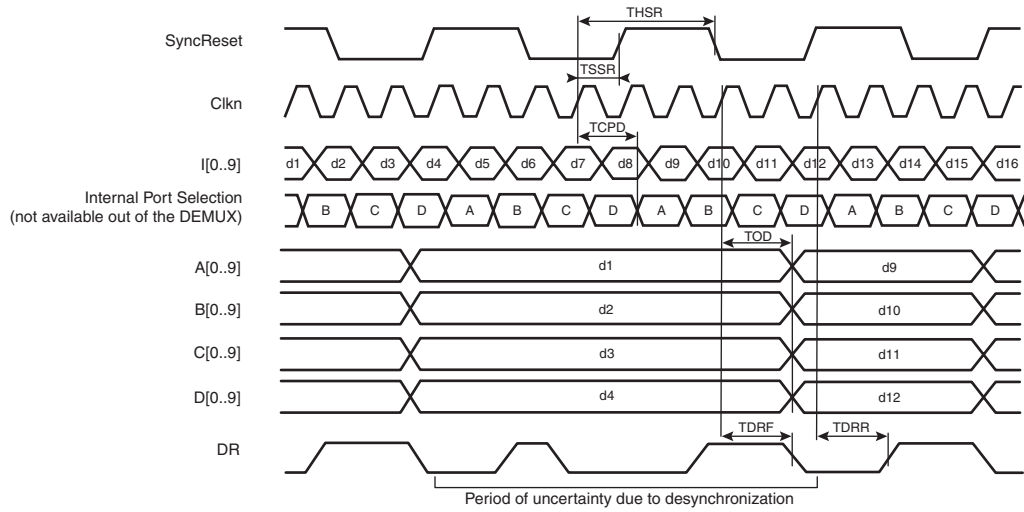 THSR
SyncReset
TSSR
Clkn
TCPD
I[0..9] d1 d2 d3 d4 d5 d6 d7 d8 d9 d10 d11 d12 d13 d14 d15 d16
Internal Port Selection
(not available out of the DEMUX)
B C D A B C D A B C D A B C D
TOD
A[0..9] d1 d9
B[0..9] d2 d10
C[0..9] d3 d11
D[0..9] d4 d12
TDRF TDRR
DR
Period of uncertainty due to desynchronization